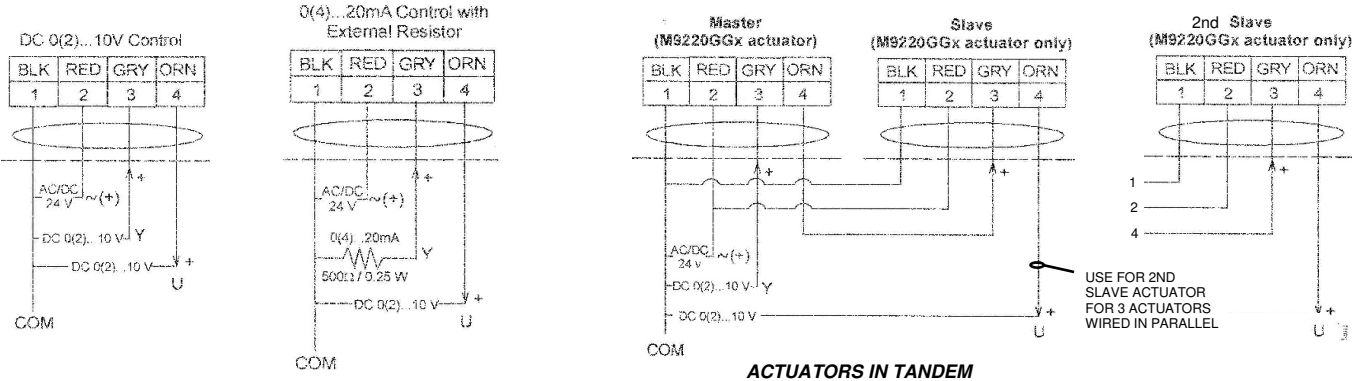 DC 0(2)...10V Control
BLK RED GRY ORN
1 2 3 4
AC/DC
24 V ~(+)
+
DC 0(2)...10 V Y
DC 0(2)...10 V +
U
COM
0(4)...20mA Control with
External Resistor
BLK RED GRY ORN
1 2 3 4
AC/DC
24 V ~(+)
+
0(4)...20mA
Y
500Ω / 0.25 W
DC 0(2)...10 V +
U
COM
Master
(M9220GGx actuator)
BLK RED GRY ORN
1 2 3 4
+
AC/DC
24 V ~(+)
DC 0(2)...10 V Y
DC 0(2)...10 V
COM
Slave
(M9220GGx actuator only)
BLK RED GRY ORN
1 2 3 4
+
+
U
USE FOR 2ND
SLAVE ACTUATOR
FOR 3 ACTUATORS
WIRED IN PARALLEL
2nd Slave
(M9220GGx actuator only)
BLK RED GRY ORN
1 2 3 4
+
1
2
4
+
U
ACTUATORS IN TANDEM